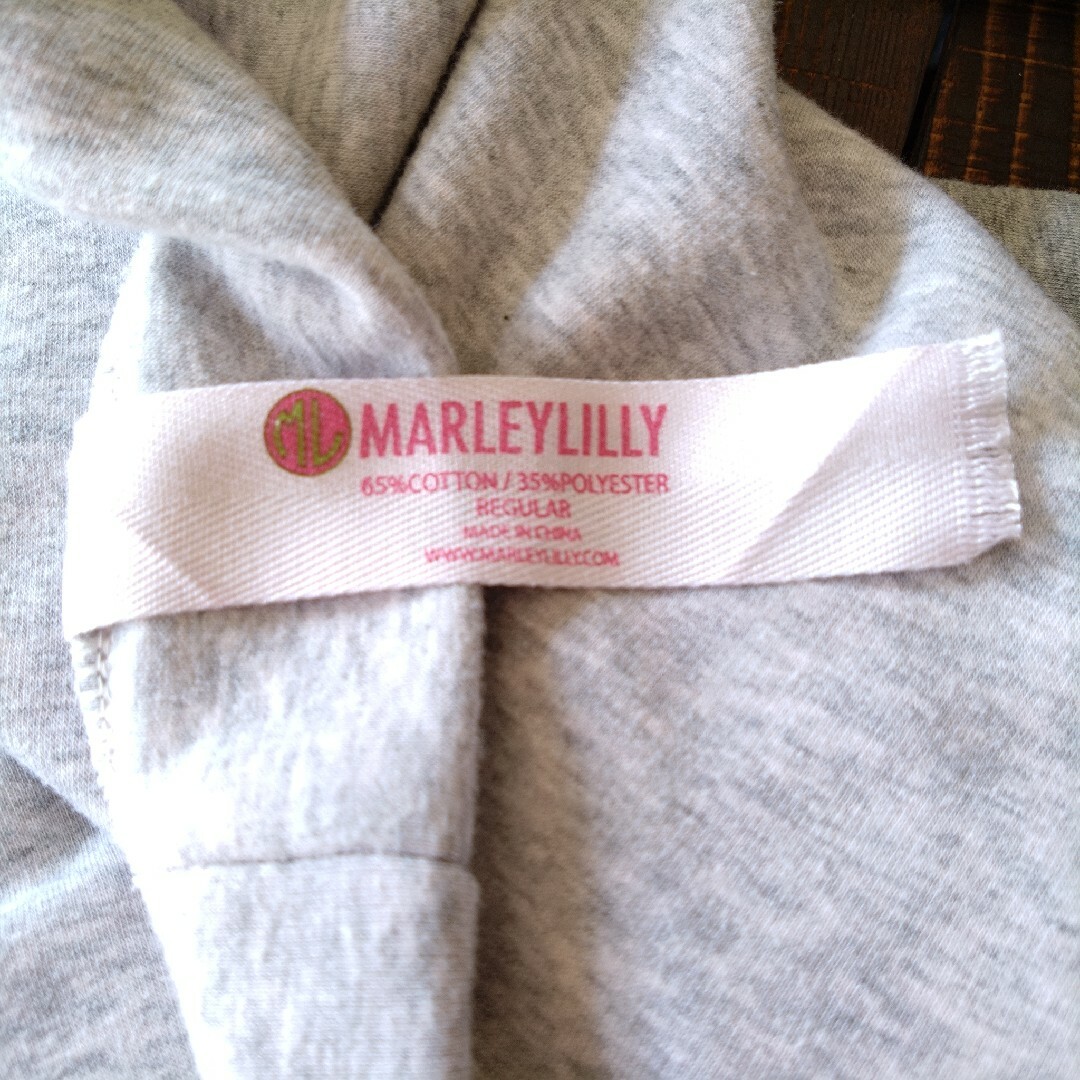 ML MARLEYLILLY
65%COTTON / 35%POLYESTER
REGULAR
MADE IN CHINA
WWW.MARLEYLILLY.COM